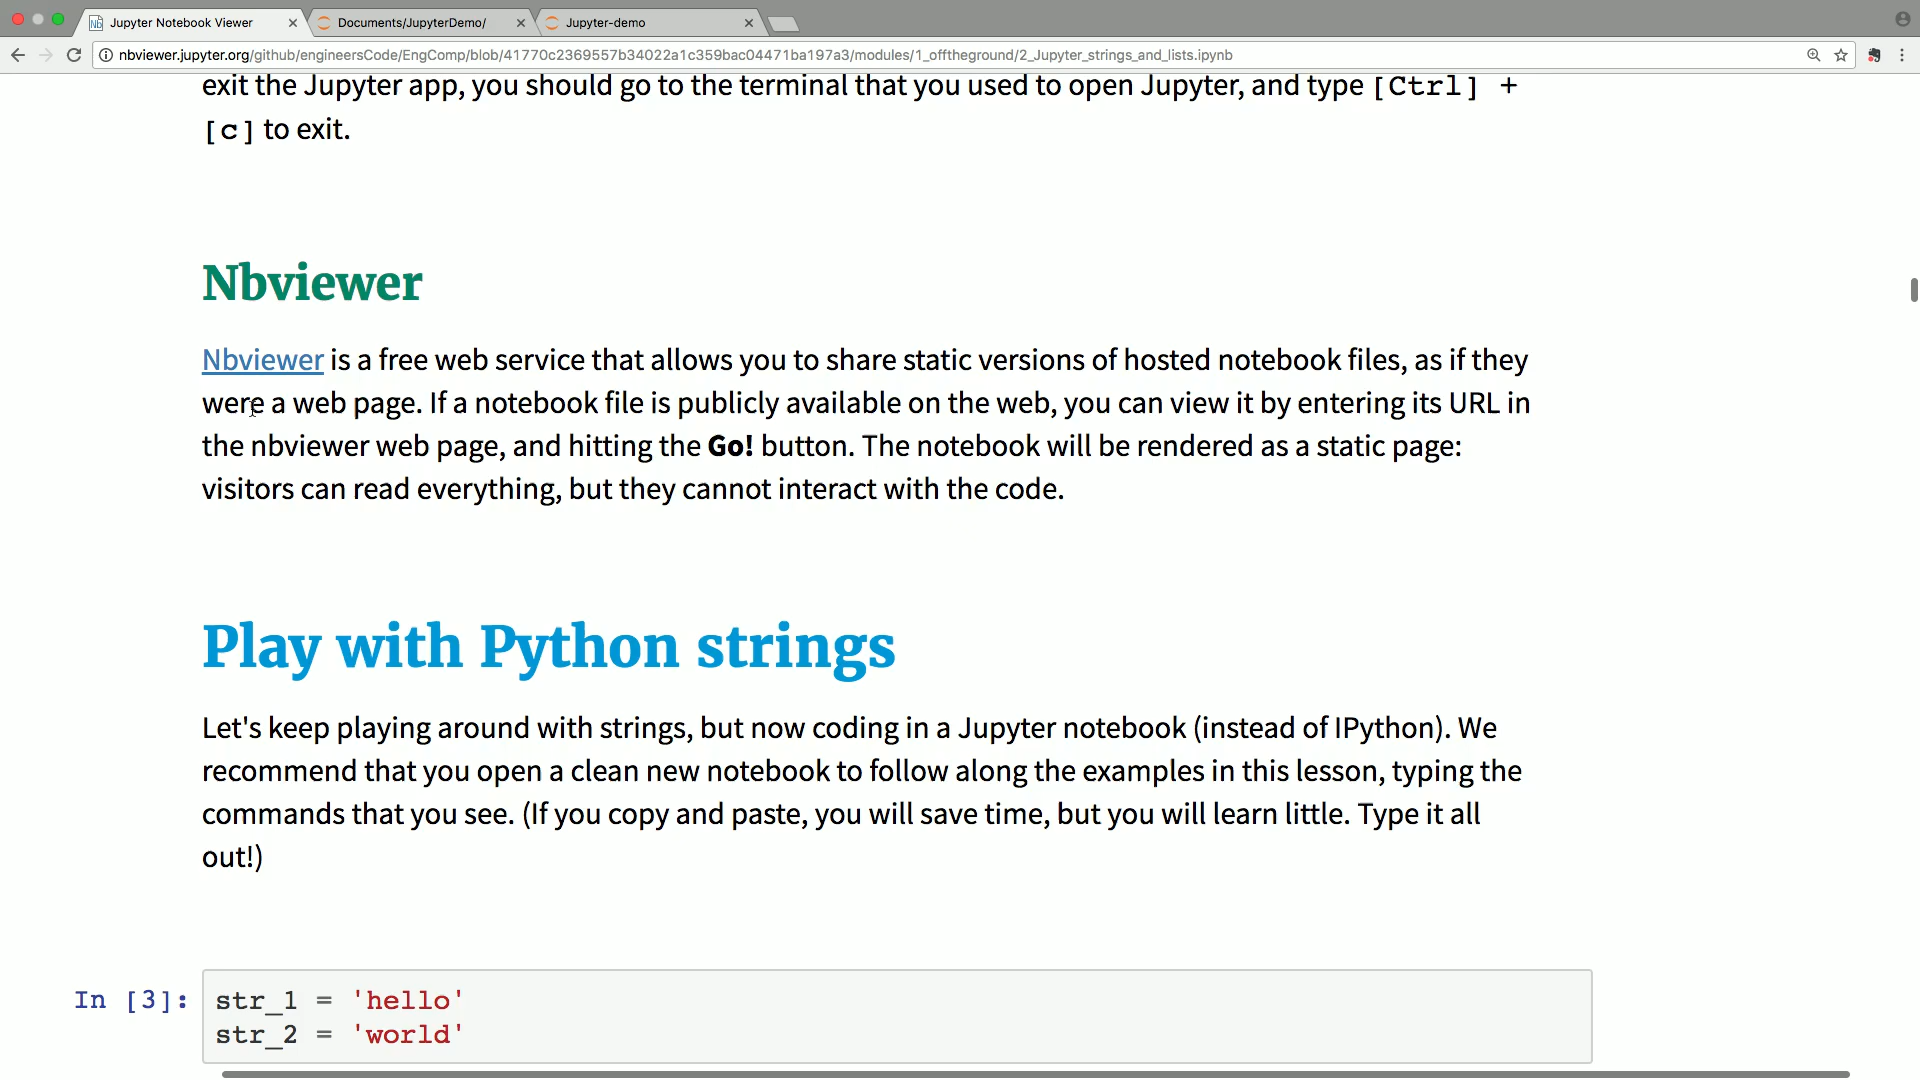 Jupyter Notebook Viewer
Documents/JupyterDemo/
Jupyter-demo
nbviewer.jupyter.org/github/engineersCode/EngComp/blob/41770c2369557b34022a1c359bac04471ba197a3/modules/1_offtheground/2_Jupyter_strings_and_lists.ipynb
exit the Jupyter app, you should go to the terminal that you used to open Jupyter, and type [Ctrl] +
[c] to exit.
Nbviewer
Nbviewer is a free web service that allows you to share static versions of hosted notebook files, as if they
were a web page. If a notebook file is publicly available on the web, you can view it by entering its URL in
the nbviewer web page, and hitting the Go! button. The notebook will be rendered as a static page:
visitors can read everything, but they cannot interact with the code.
Play with Python strings
Let's keep playing around with strings, but now coding in a Jupyter notebook (instead of IPython). We
recommend that you open a clean new notebook to follow along the examples in this lesson, typing the
commands that you see. (If you copy and paste, you will save time, but you will learn little. Type it all
out!)
In [3]: str_1 = 'hello'
str_2 = 'world'